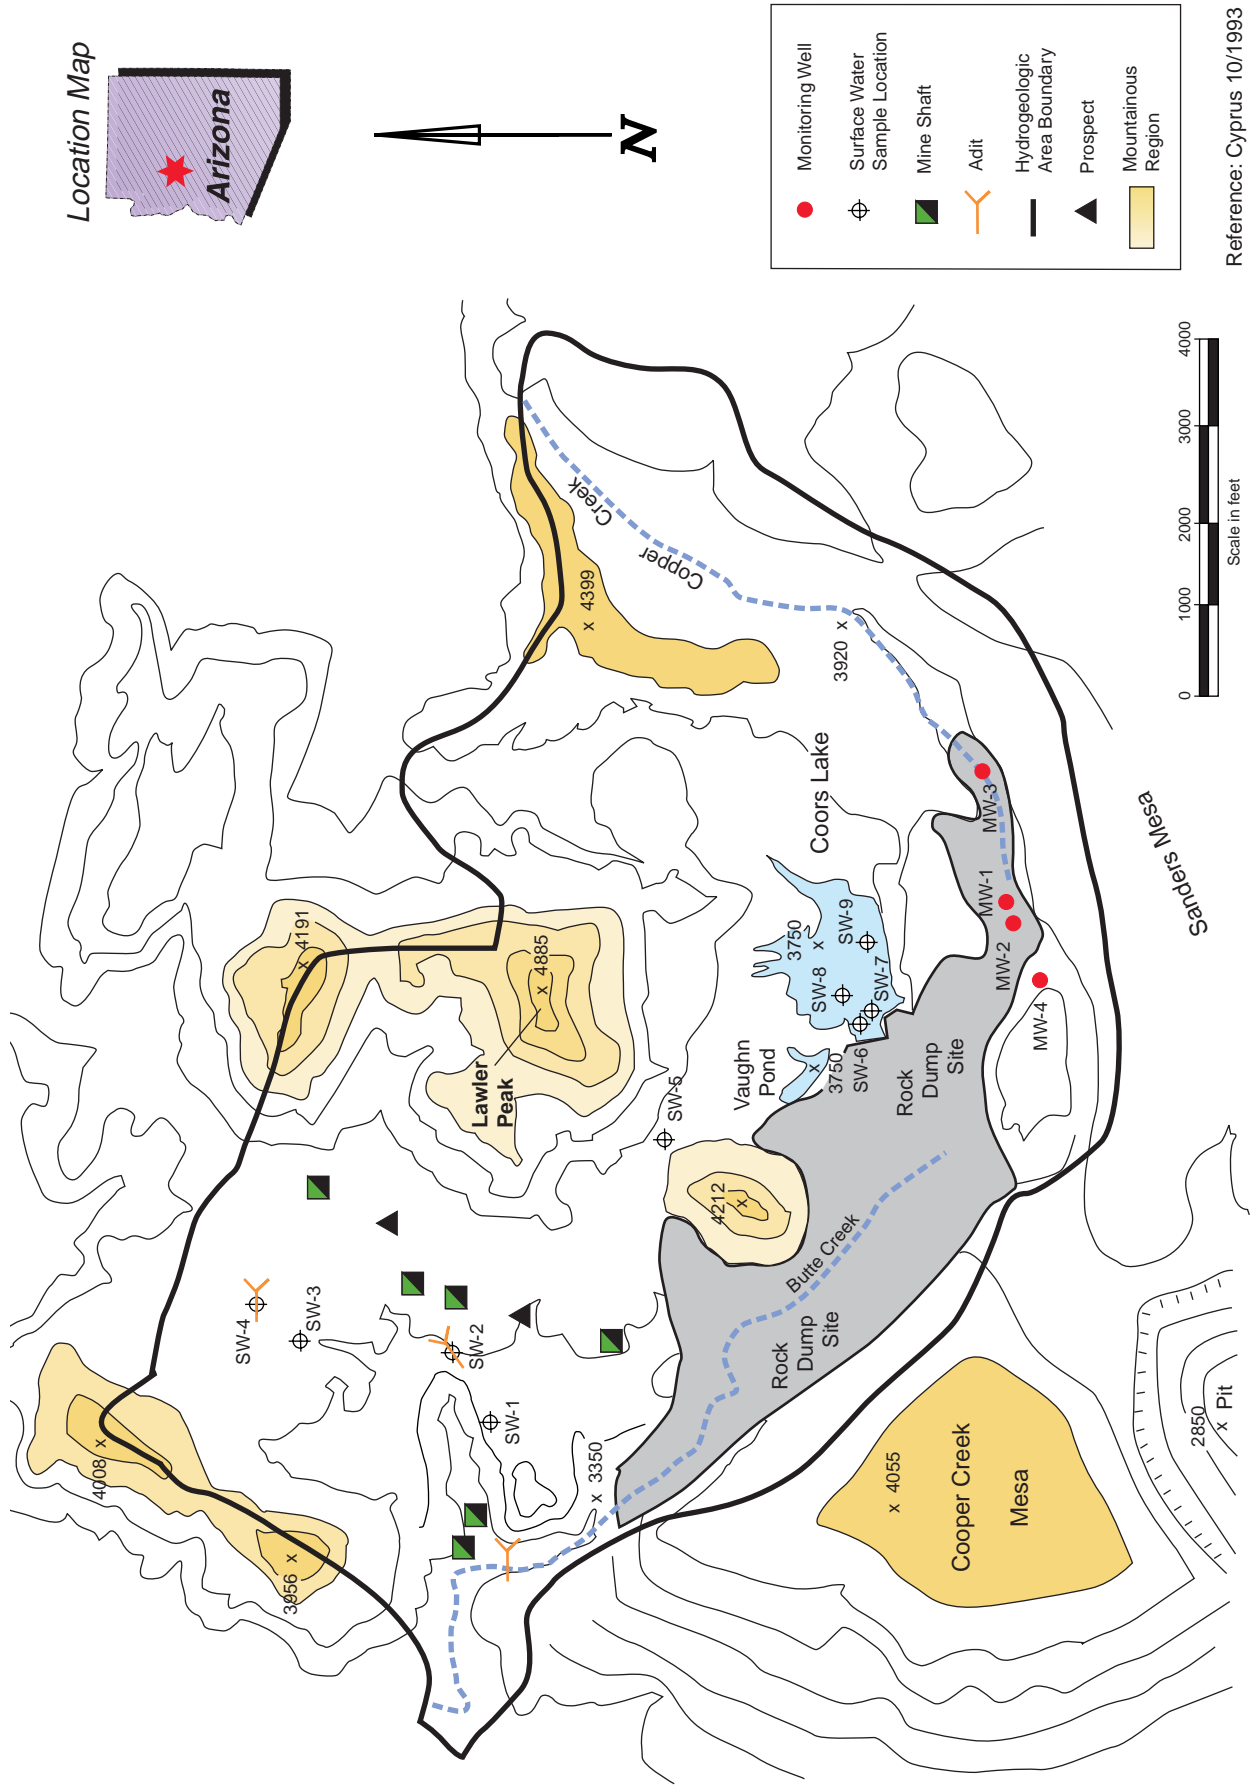 Location Map
Arizona
N
Monitoring Well
Surface Water
Sample Location
Mine Shaft
Adit
Hydrogeologic
Area Boundary
Prospect
Mountainous
Region
Reference: Cyprus 10/1993
0
1000
2000
3000
4000
Scale in feet
4008
3956
4191
Lawler
Peak
4885
SW-4
SW-3
SW-2
SW-1
3350
SW-5
4212
4399
Copper
Creek
3920
Coors Lake
Vaughn
Pond
3750
3750
SW-8
SW-9
SW-7
SW-6
Rock
Dump
Site
Butte Creek
Rock
Dump
Site
MW-3
MW-1
MW-2
MW-4
Sanders Mesa
4055
Cooper Creek
Mesa
2850
Pit